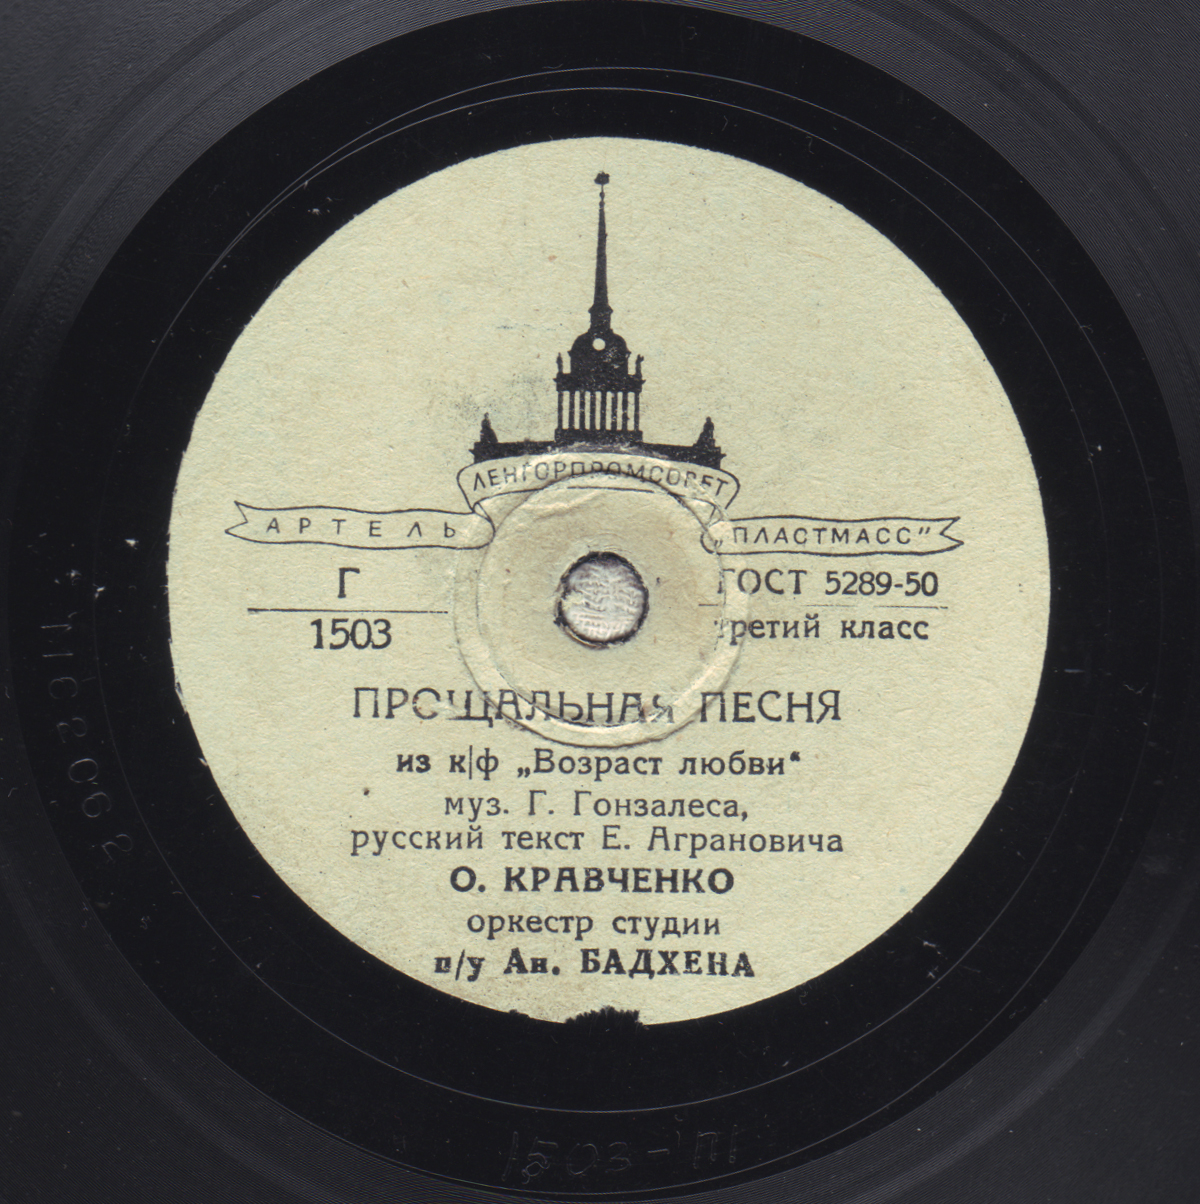 ЛЕНГОРПРОМСОВЕТ
АРТЕЛЬ „ПЛАСТМАСС"
Г
1503
ГОСТ 5289-50
третий класс
ПРОЩАЛЬНАЯ ПЕСНЯ
из к/ф „Возраст любви“
муз. Г. Гонзалеса,
русский текст Е. Аграновича
О. КРАВЧЕНКО
оркестр студии
п/у Ан. БАДХЕНА